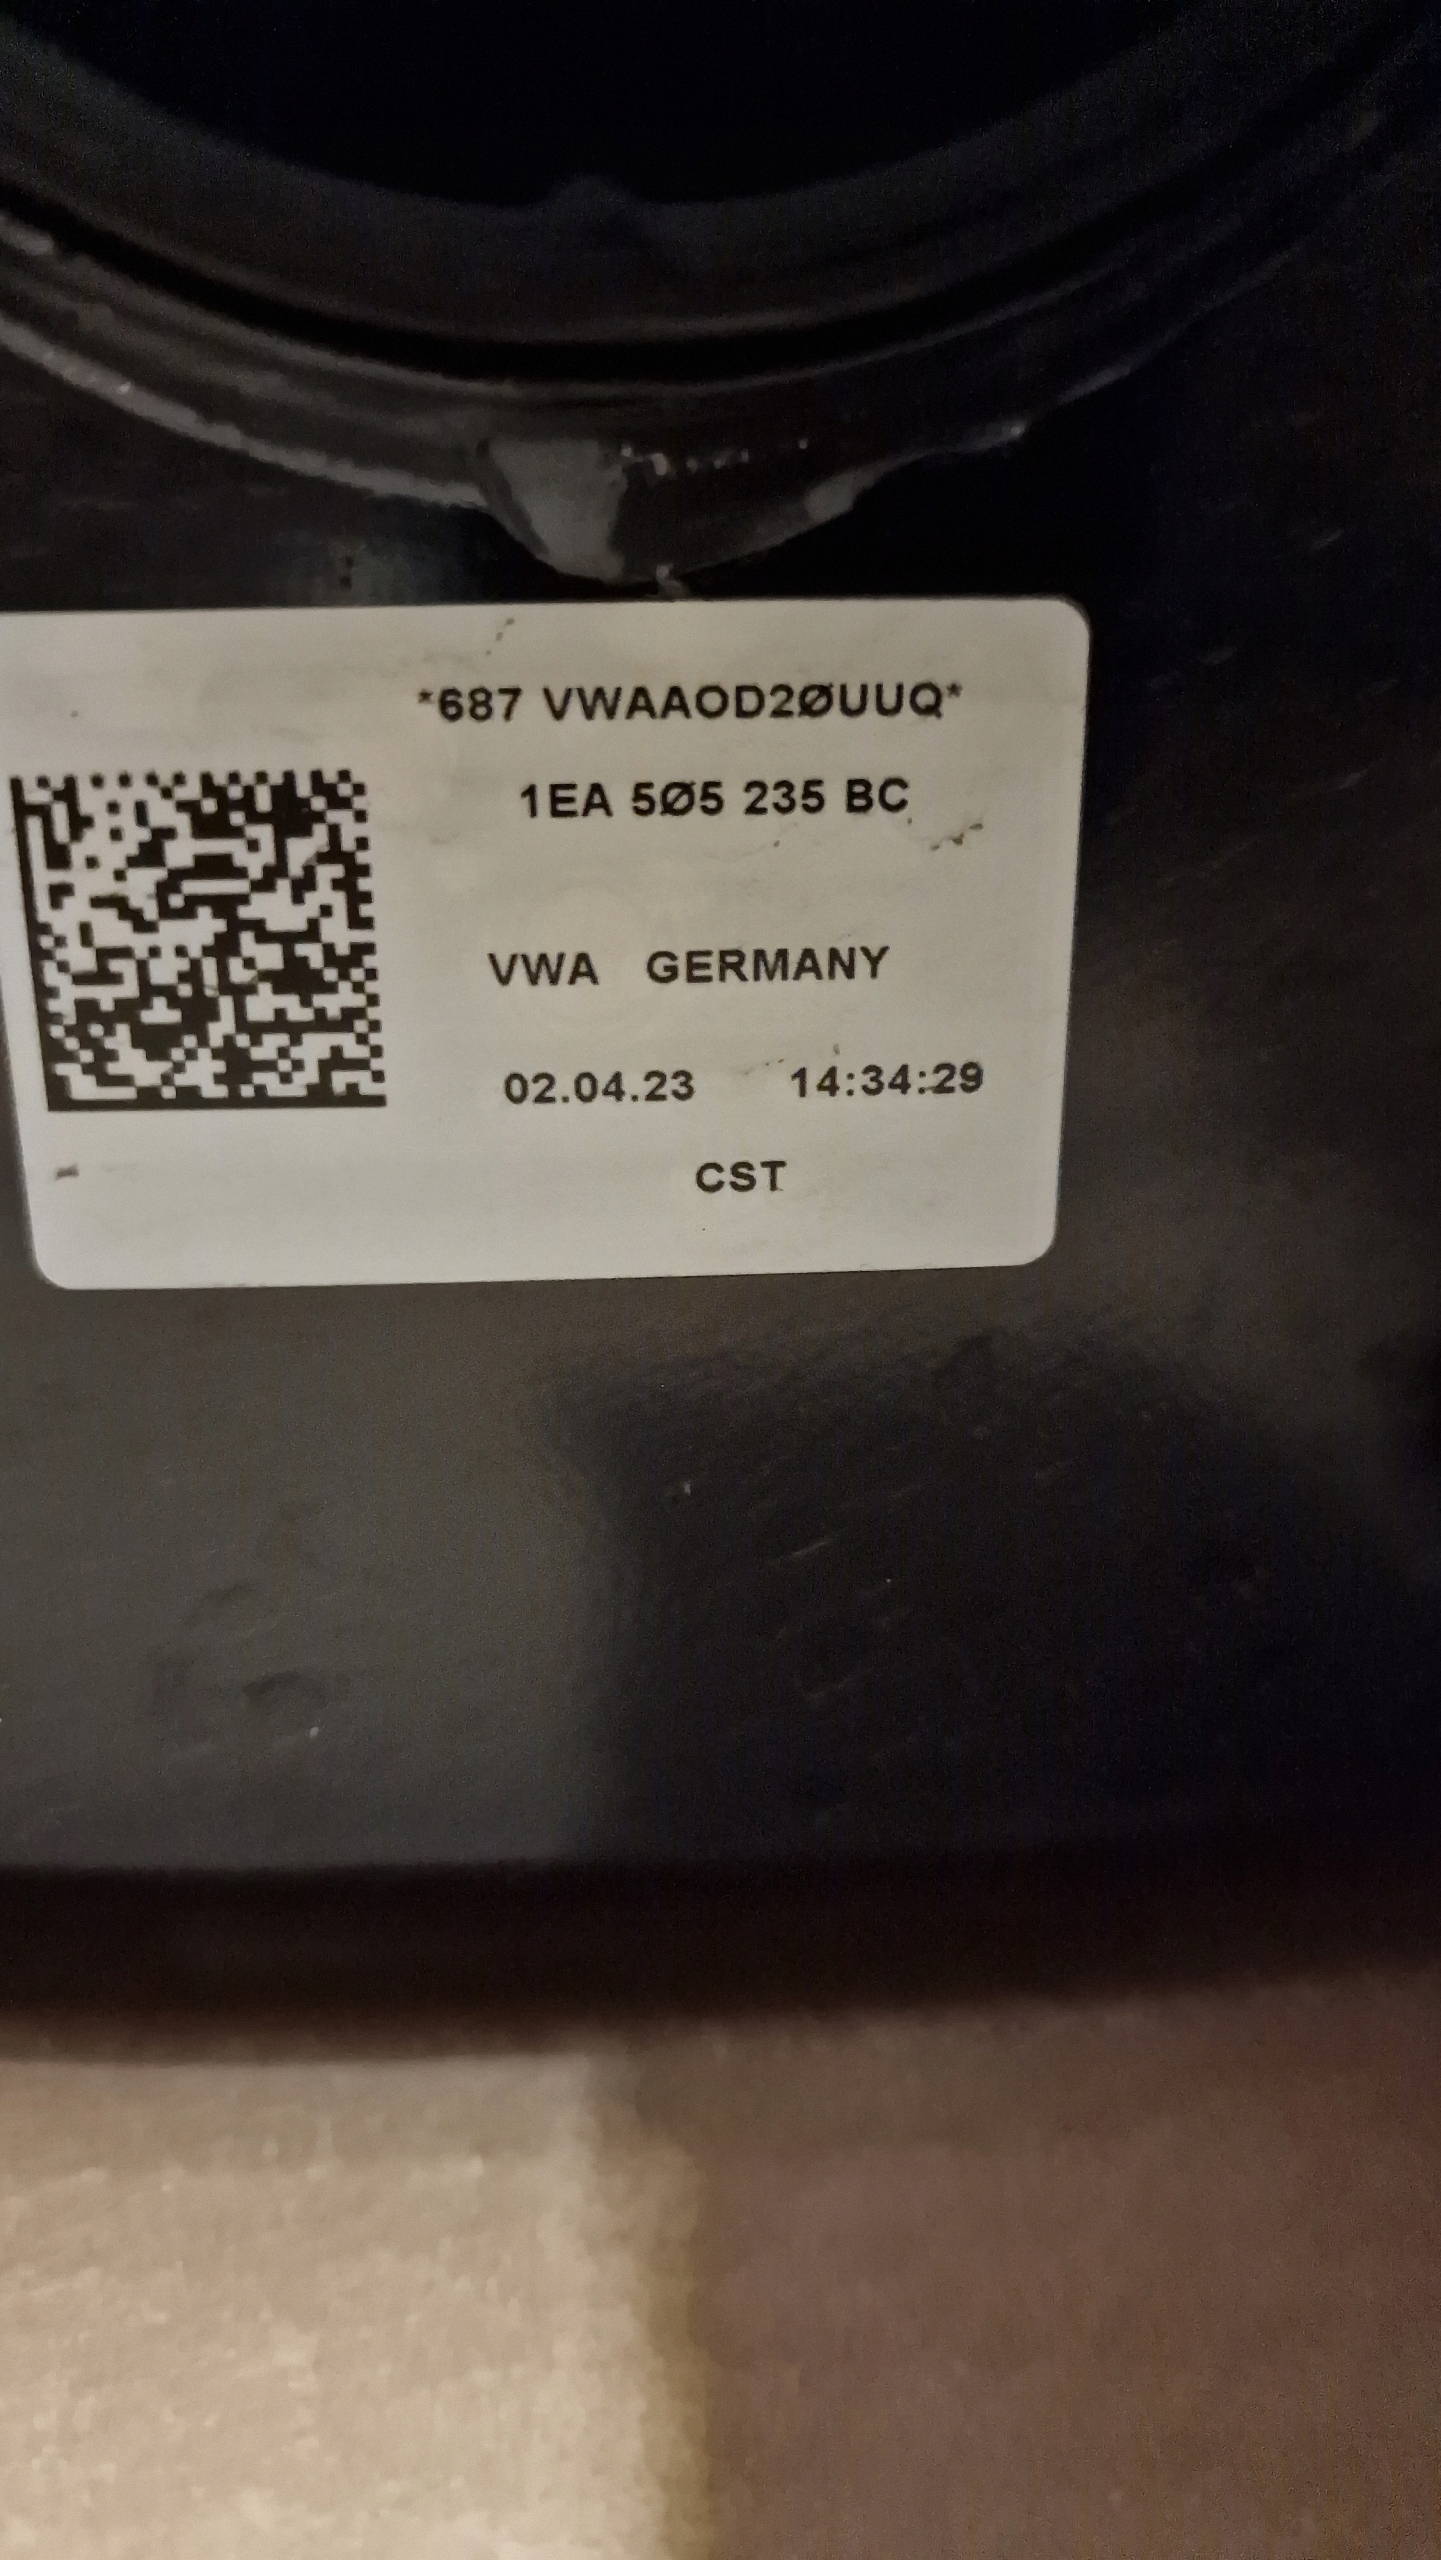 *687 VWAAOD2ØUUQ*
1EA 5Ø5 235 BC
VWA GERMANY
02.04.23 14:34:29
CST